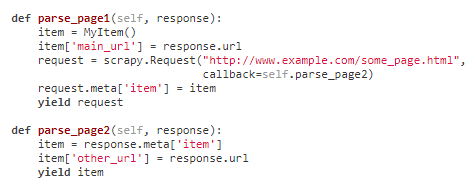 def parse_page1(self, response):
    item = MyItem()
    item['main_url'] = response.url
    request = scrapy.Request("http://www.example.com/some_page.html",
                             callback=self.parse_page2)
    request.meta['item'] = item
    yield request

def parse_page2(self, response):
    item = response.meta['item']
    item['other_url'] = response.url
    yield item